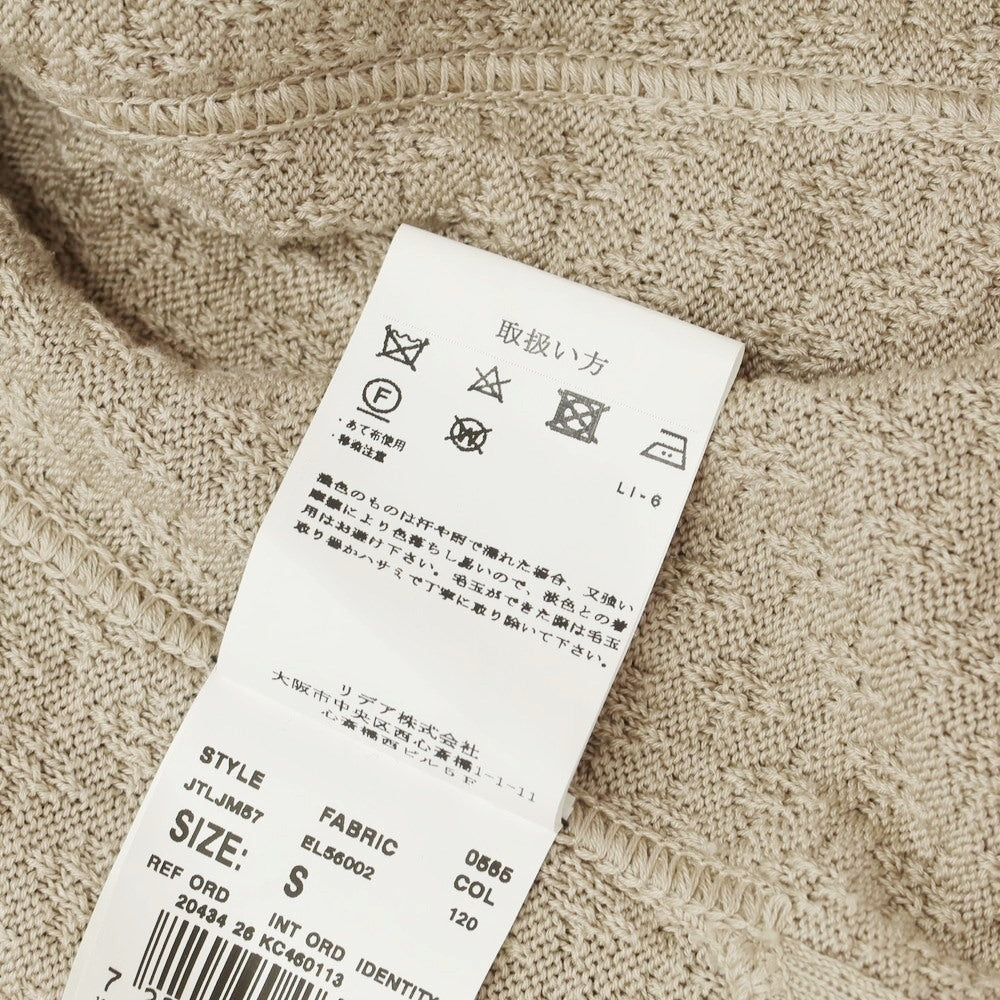 取扱い方
F
W
・あて布使用
・移染注意
LI-6
濃色のものは汗や雨で濡れた場合、又強い
摩擦により色落ちし易いので、淡色との着
用はお避け下さい。毛玉ができた際は毛玉
取り器かハサミで丁寧に取り除いて下さい。
リデア株式会社
大阪市中央区西心斎橋1-1-11
心斎橋西ビル5F
STYLE FABRIC 0565
JTLJM57 EL56002 COL
SIZE: S 120
REF ORD INT ORD IDENTITY
20434 26 KC460113
7